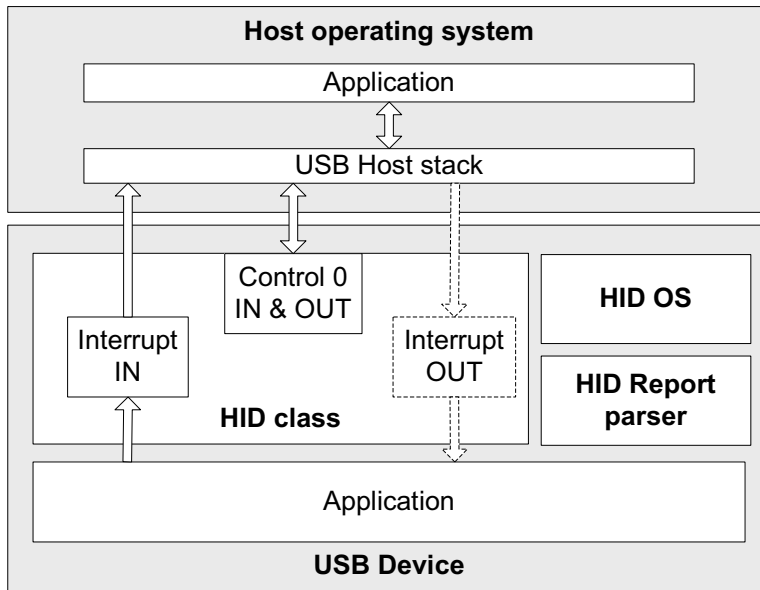 Host operating system
Application
USB Host stack
Control 0
IN & OUT
HID OS
Interrupt
IN
Interrupt
OUT
HID Report
parser
HID class
Application
USB Device